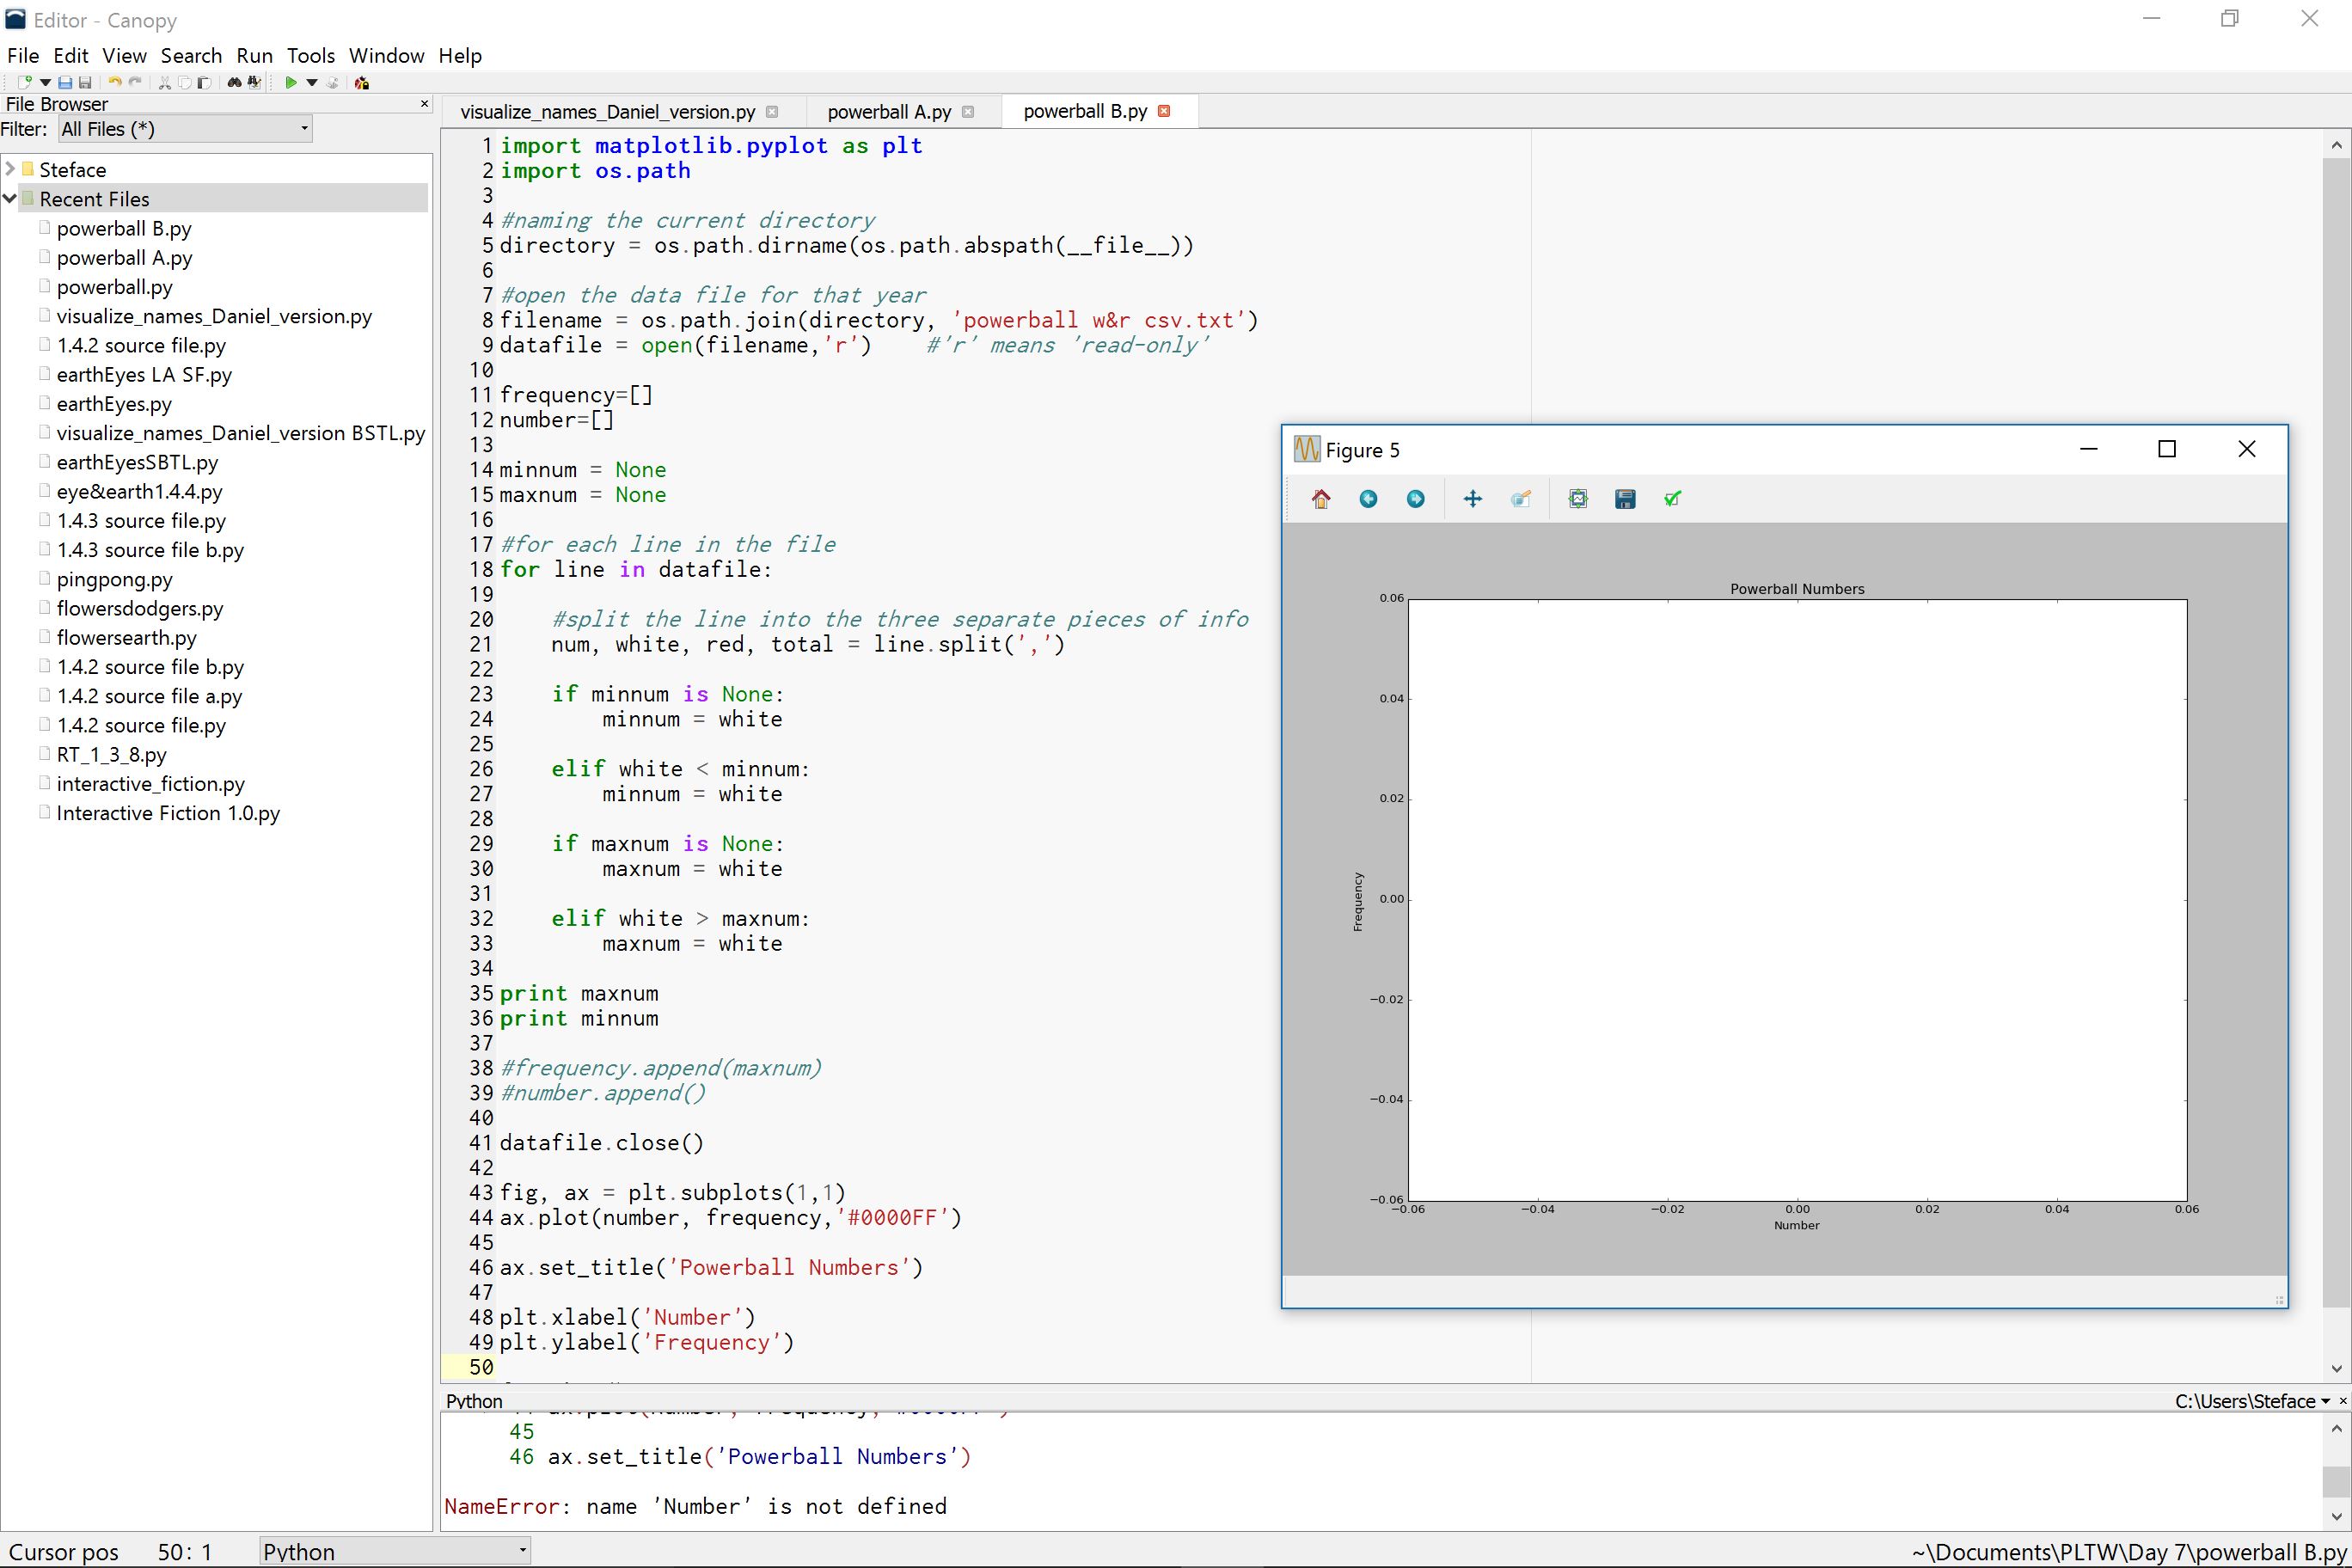 Editor - Canopy
File Edit View Search Run Tools Window Help
File Browser
Filter: All Files (*)
Steface
Recent Files
powerball B.py
powerball A.py
powerball.py
visualize_names_Daniel_version.py
1.4.2 source file.py
earthEyes LA SF.py
earthEyes.py
visualize_names_Daniel_version BSTL.py
earthEyesSBTL.py
eye&earth1.4.4.py
1.4.3 source file.py
1.4.3 source file b.py
pingpong.py
flowersdodgers.py
flowersearth.py
1.4.2 source file b.py
1.4.2 source file a.py
1.4.2 source file.py
RT_1_3_8.py
interactive_fiction.py
Interactive Fiction 1.0.py
visualize_names_Daniel_version.py powerball A.py powerball B.py
1 import matplotlib.pyplot as plt
2 import os.path
3
4 #naming the current directory
5 directory = os.path.dirname(os.path.abspath(__file__))
6
7 #open the data file for that year
8 filename = os.path.join(directory, 'powerball w&r csv.txt')
9 datafile = open(filename,'r') #'r' means 'read-only'
10
11 frequency=[]
12 number=[]
13
14 minnum = None
15 maxnum = None
16
17 #for each line in the file
18 for line in datafile:
19
20 #split the line into the three separate pieces of info
21 num, white, red, total = line.split(',')
22
23 if minnum is None:
24 minnum = white
25
26 elif white < minnum:
27 minnum = white
28
29 if maxnum is None:
30 maxnum = white
31
32 elif white > maxnum:
33 maxnum = white
34
35 print maxnum
36 print minnum
37
38 #frequency.append(maxnum)
39 #number.append()
40
41 datafile.close()
42
43 fig, ax = plt.subplots(1,1)
44 ax.plot(number, frequency,'#0000FF')
45
46 ax.set_title('Powerball Numbers')
47
48 plt.xlabel('Number')
49 plt.ylabel('Frequency')
50
Figure 5
Powerball Numbers
0.06
0.04
0.02
0.00
−0.02
−0.04
−0.06
Frequency
−0.06 −0.04 −0.02 0.00 0.02 0.04 0.06
Number
Python C:\Users\Steface
45
46 ax.set_title('Powerball Numbers')
NameError: name 'Number' is not defined
Cursor pos 50: 1 Python ~\Documents\PLTW\Day 7\powerball B.py